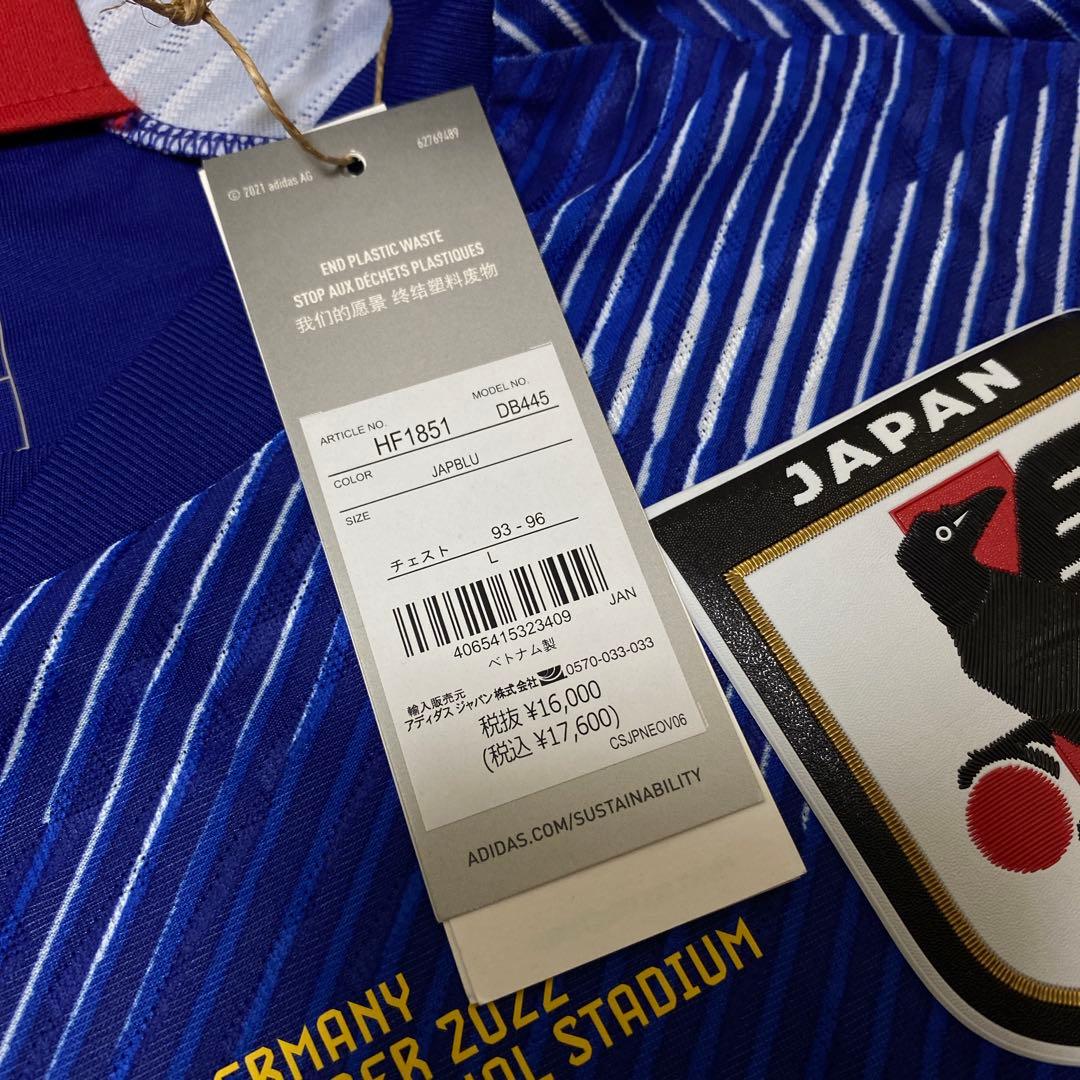 62769489
© 2021 adidas AG
END PLASTIC WASTE
STOP AUX DÉCHETS PLASTIQUES
我们的愿景 终结塑料废物
ARTICLE NO. MODEL NO.
HF1851 DB445
COLOR JAPBLU
SIZE
チェスト 93 - 96
L
JAN
4065415323409
ベトナム製
輸入販売元
アディダス ジャパン株式会社 0570-033-033
税抜 ¥16,000
(税込 ¥17,600)
CSJPNEOV06
ADIDAS.COM/SUSTAINABILITY
JAPAN
ERMANY
BER 2022
STADIUM